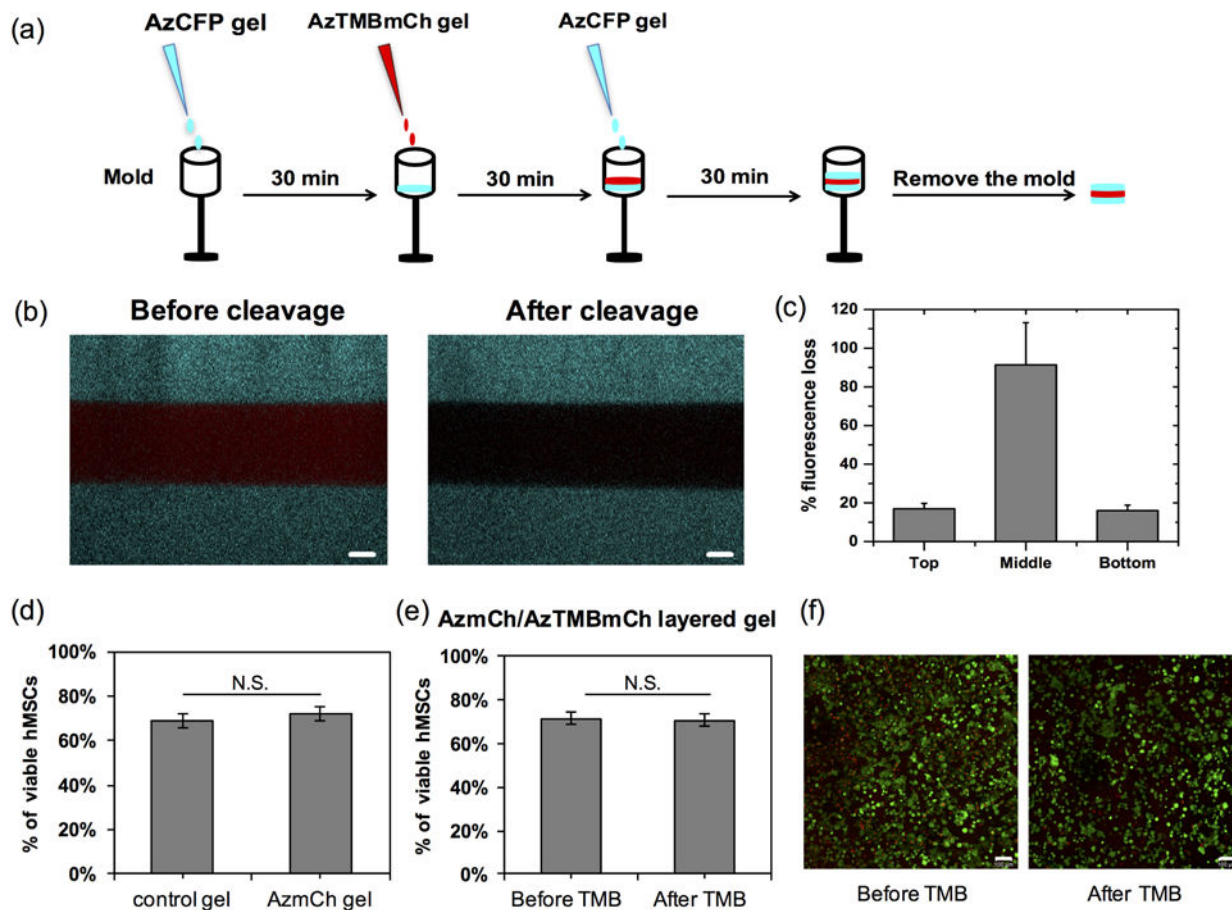 (a)
AzCFP gel
AzTMBmCh gel
AzCFP gel
Mold
30 min
30 min
30 min
Remove the mold
(b)
Before cleavage
After cleavage
(c)
% fluorescence loss
120
100
80
60
40
20
0
Top
Middle
Bottom
(d)
% of viable hMSCs
100%
80%
60%
40%
20%
0%
N.S.
control gel
AzmCh gel
(e)
AzmCh/AzTMBmCh layered gel
% of viable hMSCs
100%
80%
60%
40%
20%
0%
N.S.
Before TMB
After TMB
(f)
Before TMB
After TMB